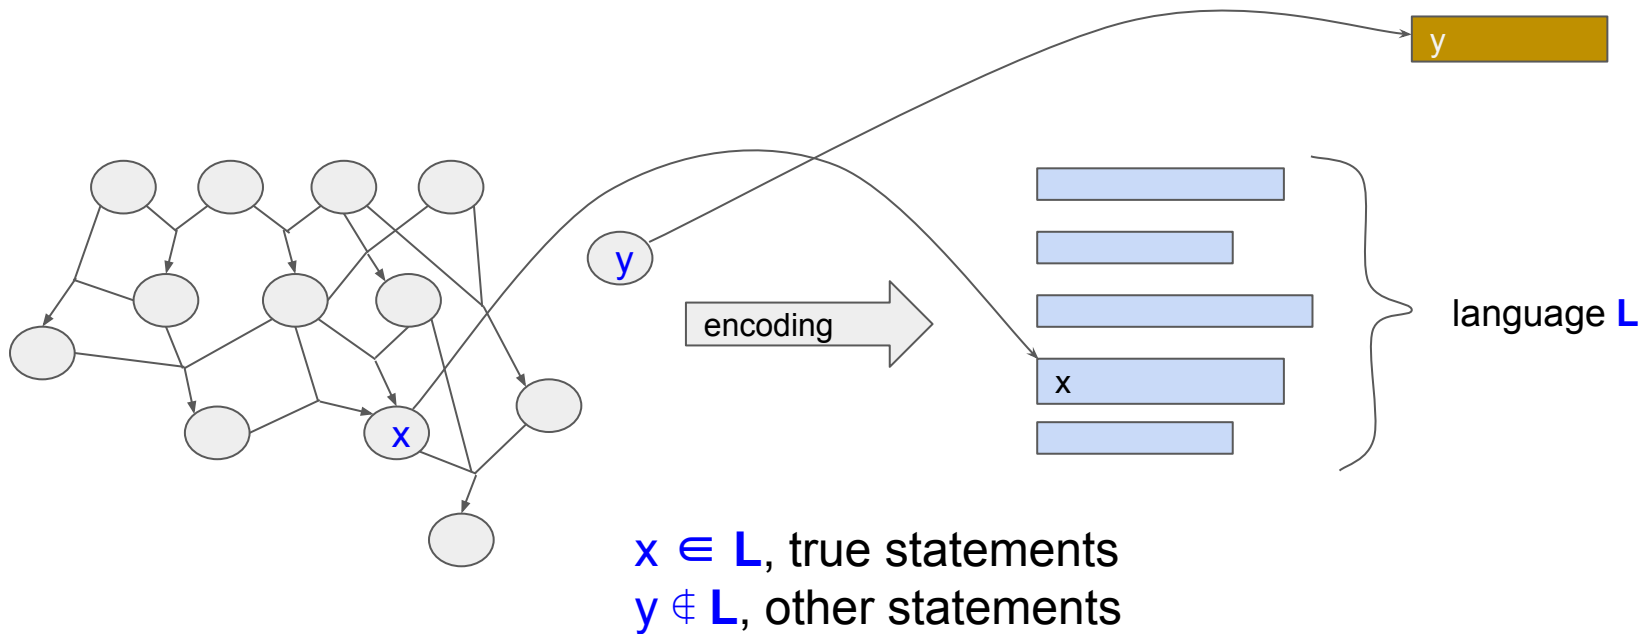 y
y
encoding
language L
x
x
x ∈ L, true statements
y ∉ L, other statements